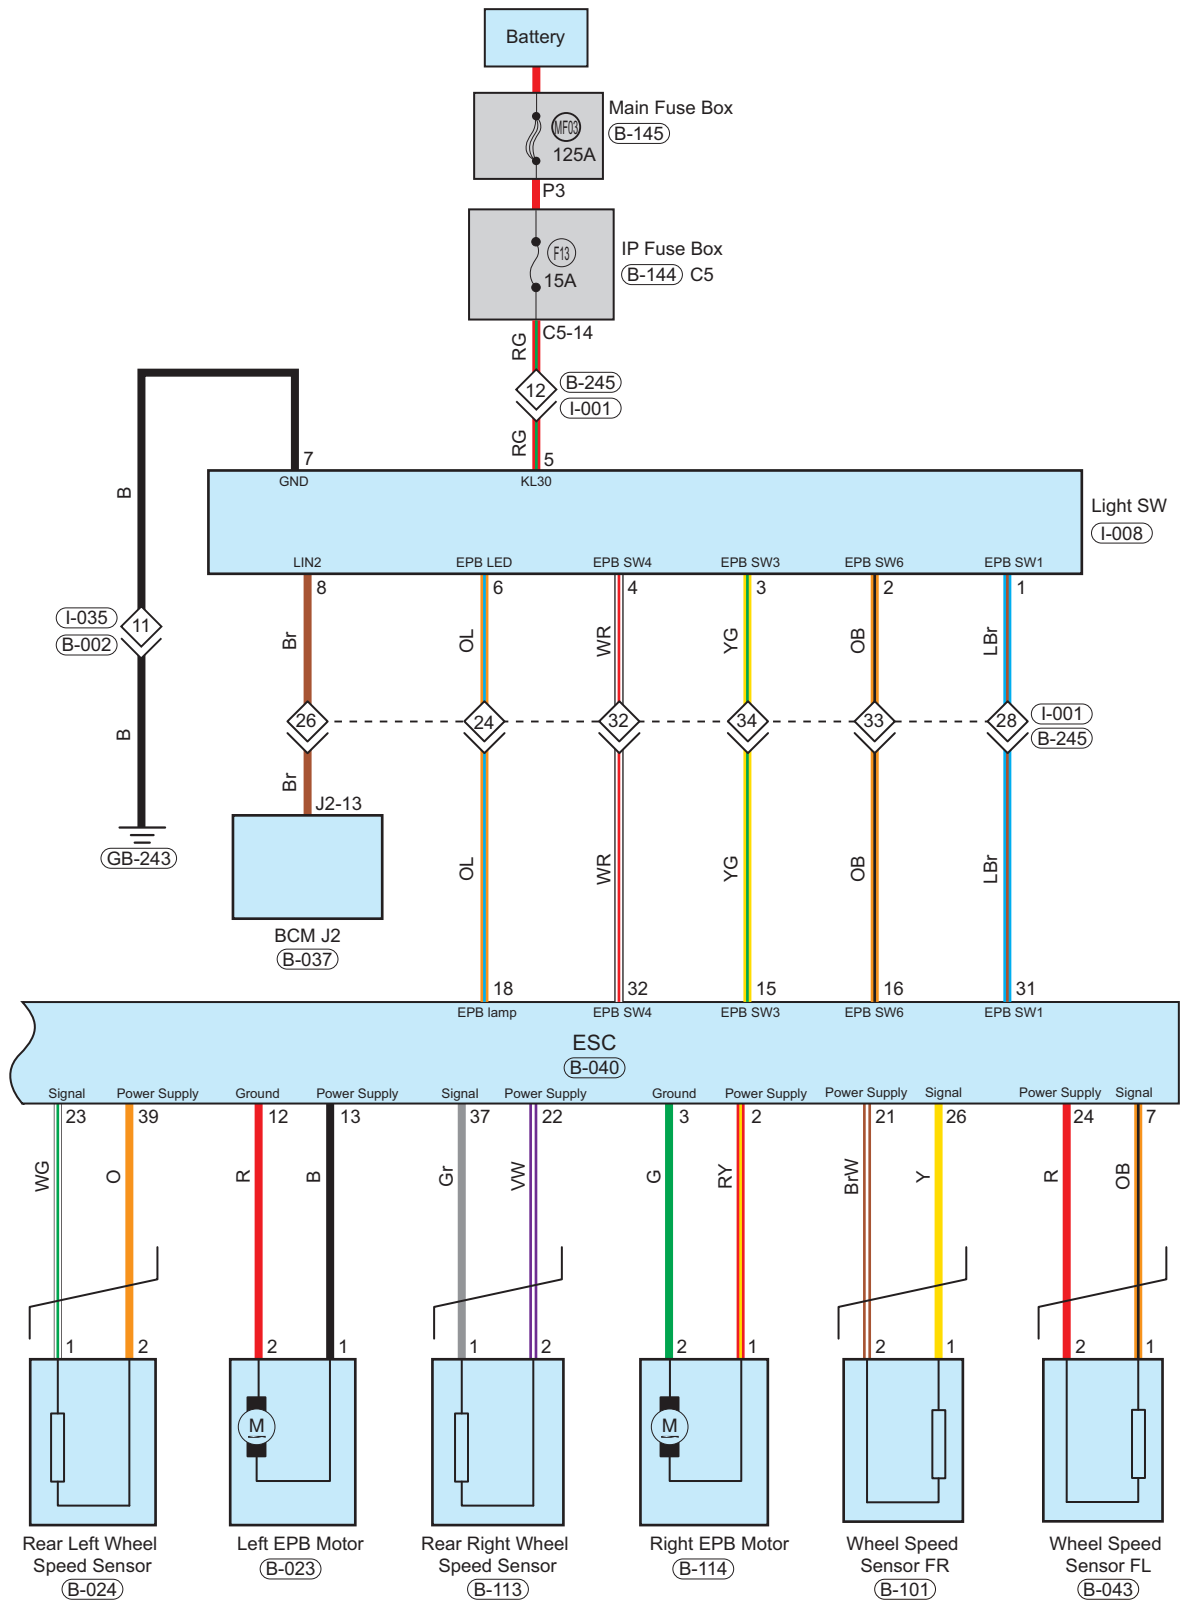 Battery
Main Fuse Box
MF03
B-145
125A
P3
IP Fuse Box
F13
B-144 C5
15A
C5-14
RG
12
B-245
I-001
RG
7
5
GND
KL30
B
Light SW
I-008
LIN2
EPB LED
EPB SW4
EPB SW3
EPB SW6
EPB SW1
8
6
4
3
2
1
I-035
11
B-002
Br
OL
WR
YG
OB
LBr
26
24
32
34
33
28
I-001
B-245
B
Br
J2-13
GB-243
OL
WR
YG
OB
LBr
BCM J2
B-037
18
32
15
16
31
EPB lamp
EPB SW4
EPB SW3
EPB SW6
EPB SW1
ESC
B-040
Signal
Power Supply
Ground
Power Supply
Signal
Power Supply
Ground
Power Supply
Power Supply
Signal
Power Supply
Signal
23
39
12
13
37
22
3
2
21
26
24
7
WG
O
R
B
Gr
VW
G
RY
BrW
Y
R
OB
1
2
2
1
1
2
2
1
2
1
2
1
M
M
Rear Left Wheel
Speed Sensor
B-024
Left EPB Motor
B-023
Rear Right Wheel
Speed Sensor
B-113
Right EPB Motor
B-114
Wheel Speed
Sensor FR
B-101
Wheel Speed
Sensor FL
B-043